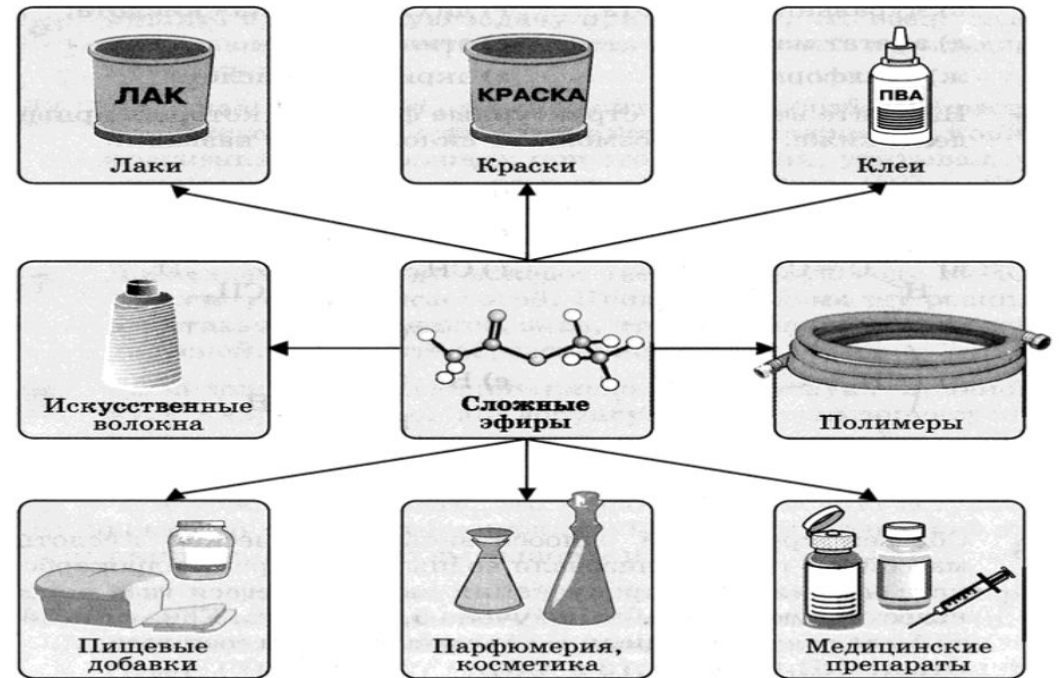 ЛАК
КРАСКА
ПВА
Лаки
Краски
Клеи
Искусственные
волокна
Сложные
эфиры
Полимеры
Пищевые
добавки
Парфюмерия,
косметика
Медицинские
препараты